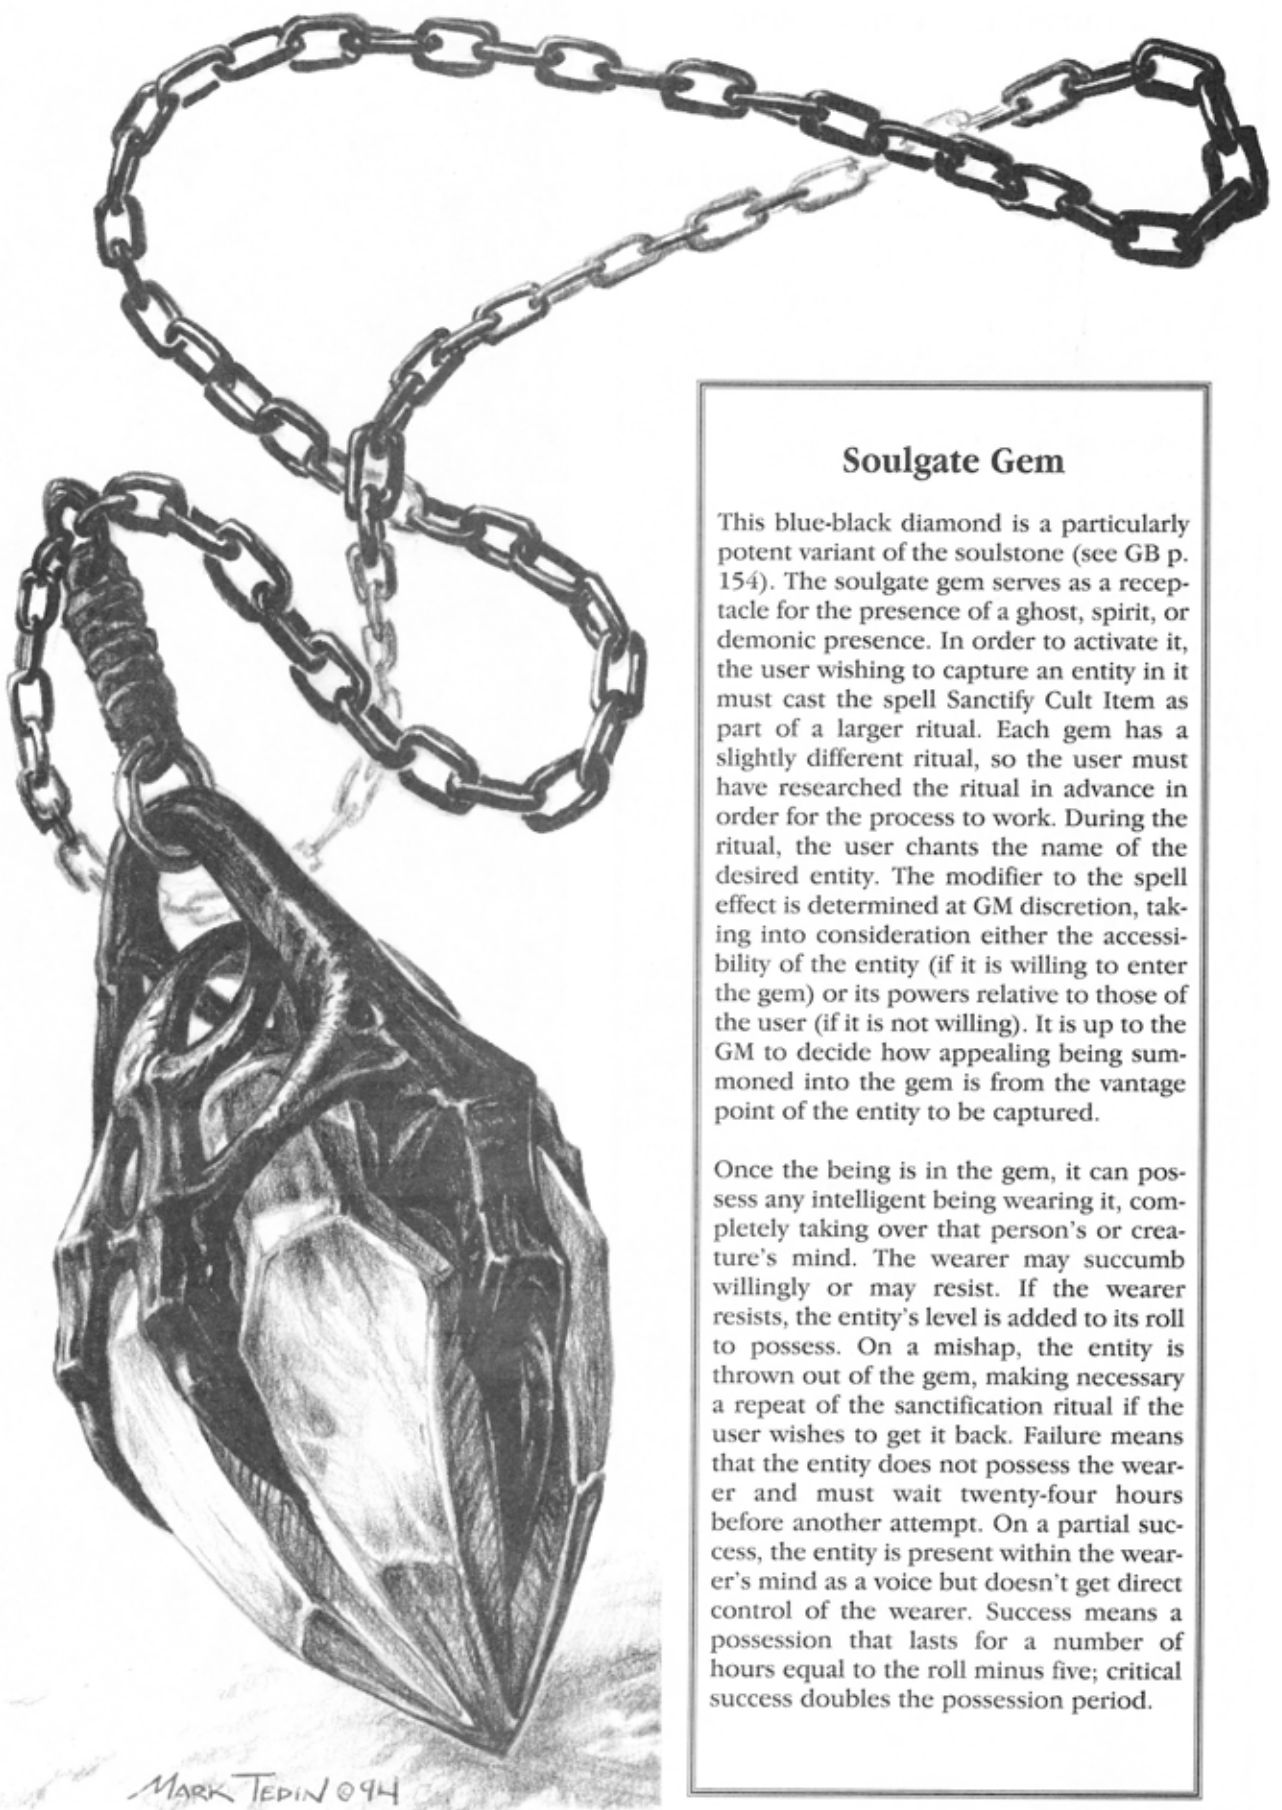 Soulgate Gem
This blue-black diamond is a particularly
potent variant of the soulstone (see GB p.
154). The soulgate gem serves as a recep-
tacle for the presence of a ghost, spirit, or
demonic presence. In order to activate it,
the user wishing to capture an entity in it
must cast the spell Sanctify Cult Item as
part of a larger ritual. Each gem has a
slightly different ritual, so the user must
have researched the ritual in advance in
order for the process to work. During the
ritual, the user chants the name of the
desired entity. The modifier to the spell
effect is determined at GM discretion, tak-
ing into consideration either the accessi-
bility of the entity (if it is willing to enter
the gem) or its powers relative to those of
the user (if it is not willing). It is up to the
GM to decide how appealing being sum-
moned into the gem is from the vantage
point of the entity to be captured.
Once the being is in the gem, it can pos-
sess any intelligent being wearing it, com-
pletely taking over that person's or crea-
ture's mind. The wearer may succumb
willingly or may resist. If the wearer
resists, the entity's level is added to its roll
to possess. On a mishap, the entity is
thrown out of the gem, making necessary
a repeat of the sanctification ritual if the
user wishes to get it back. Failure means
that the entity does not possess the wear-
er and must wait twenty-four hours
before another attempt. On a partial suc-
cess, the entity is present within the wear-
er's mind as a voice but doesn't get direct
control of the wearer. Success means a
possession that lasts for a number of
hours equal to the roll minus five; critical
success doubles the possession period.
MARK TEDIN ©94